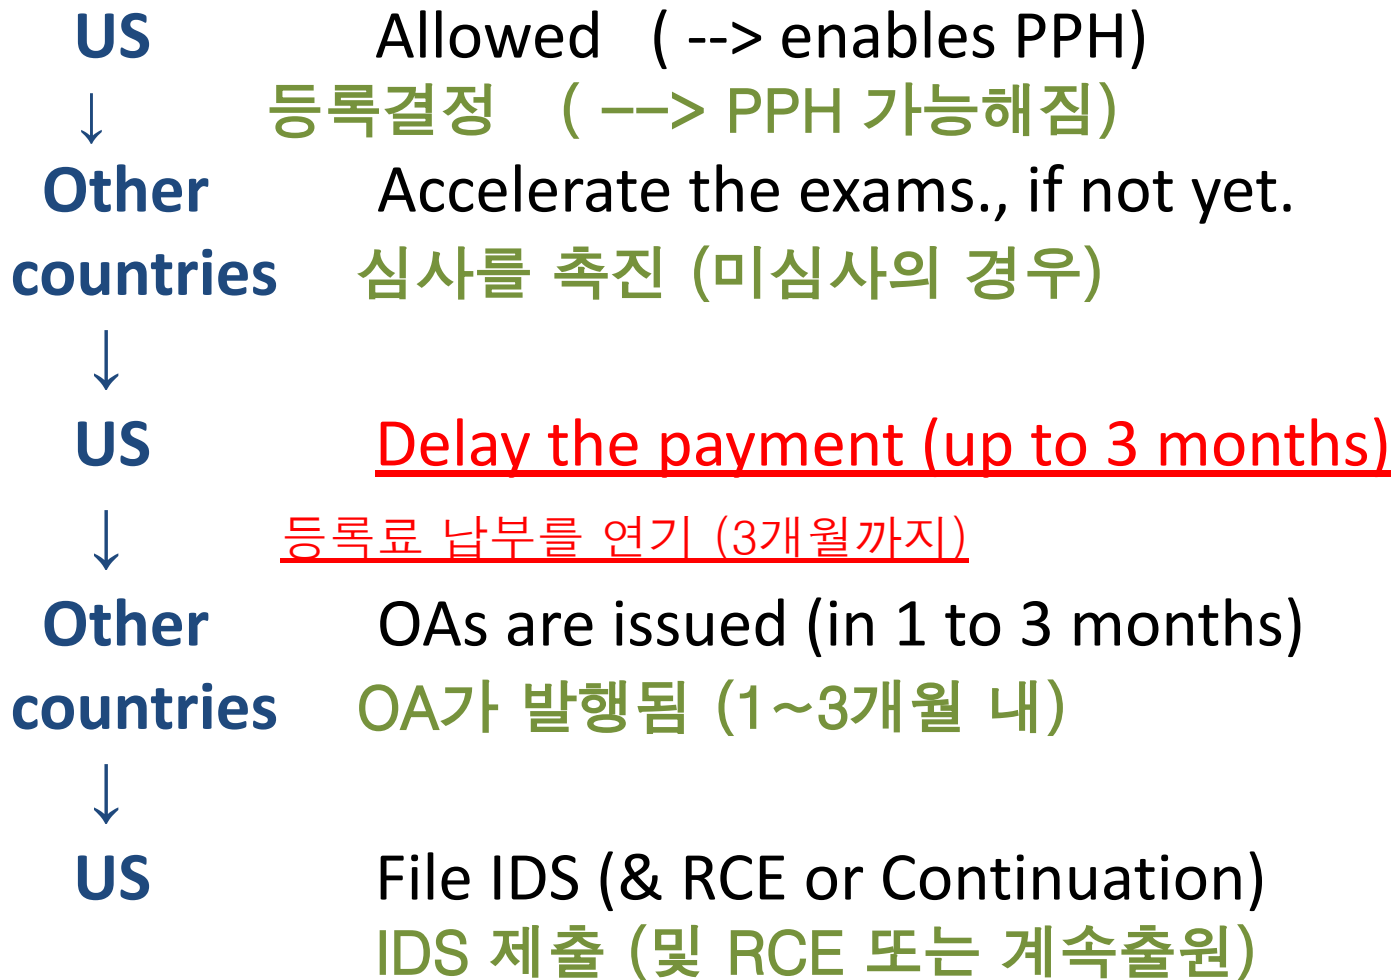 US Allowed ( --> enables PPH)
↓ 등록결정 ( --> PPH 가능해짐)
Other Accelerate the exams., if not yet.
countries 심사를 촉진 (미심사의 경우)
↓
US Delay the payment (up to 3 months)
↓ 등록료 납부를 연기 (3개월까지)
Other OAs are issued (in 1 to 3 months)
countries OA가 발행됨 (1~3개월 내)
↓
US File IDS (& RCE or Continuation)
IDS 제출 (및 RCE 또는 계속출원)